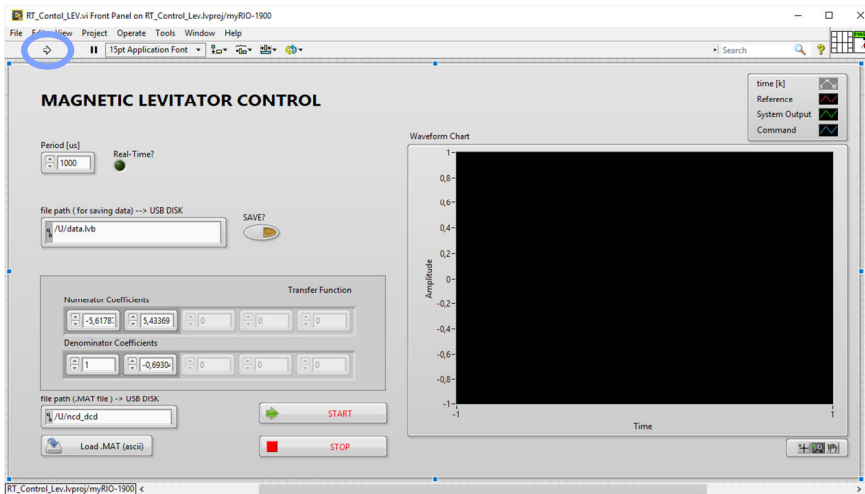 RT_Contol_LEV.vi Front Panel on RT_Control_Lev.lvproj/myRIO-1900
File Edit View Project Operate Tools Window Help
15pt Application Font
Search
time [k]
Reference
System Output
Command
MAGNETIC LEVITATOR CONTROL
Waveform Chart
Period [us]
1000
Real-Time?
file path ( for saving data) --> USB DISK
/U/data.lvb
SAVE?
Transfer Function
Numerator Coefficients
-5,6178 5,43369 0 0 0
Denominator Coefficients
1 -0,6930 0 0 0
file path (.MAT file ) -> USB DISK
/U/ncd_dcd
Load .MAT (ascii)
START
STOP
Amplitude
1
0,8
0,6
0,4
0,2
0
-0,2
-0,4
-0,6
-0,8
-1
-1 1
Time
RT_Control_Lev.lvproj/myRIO-1900